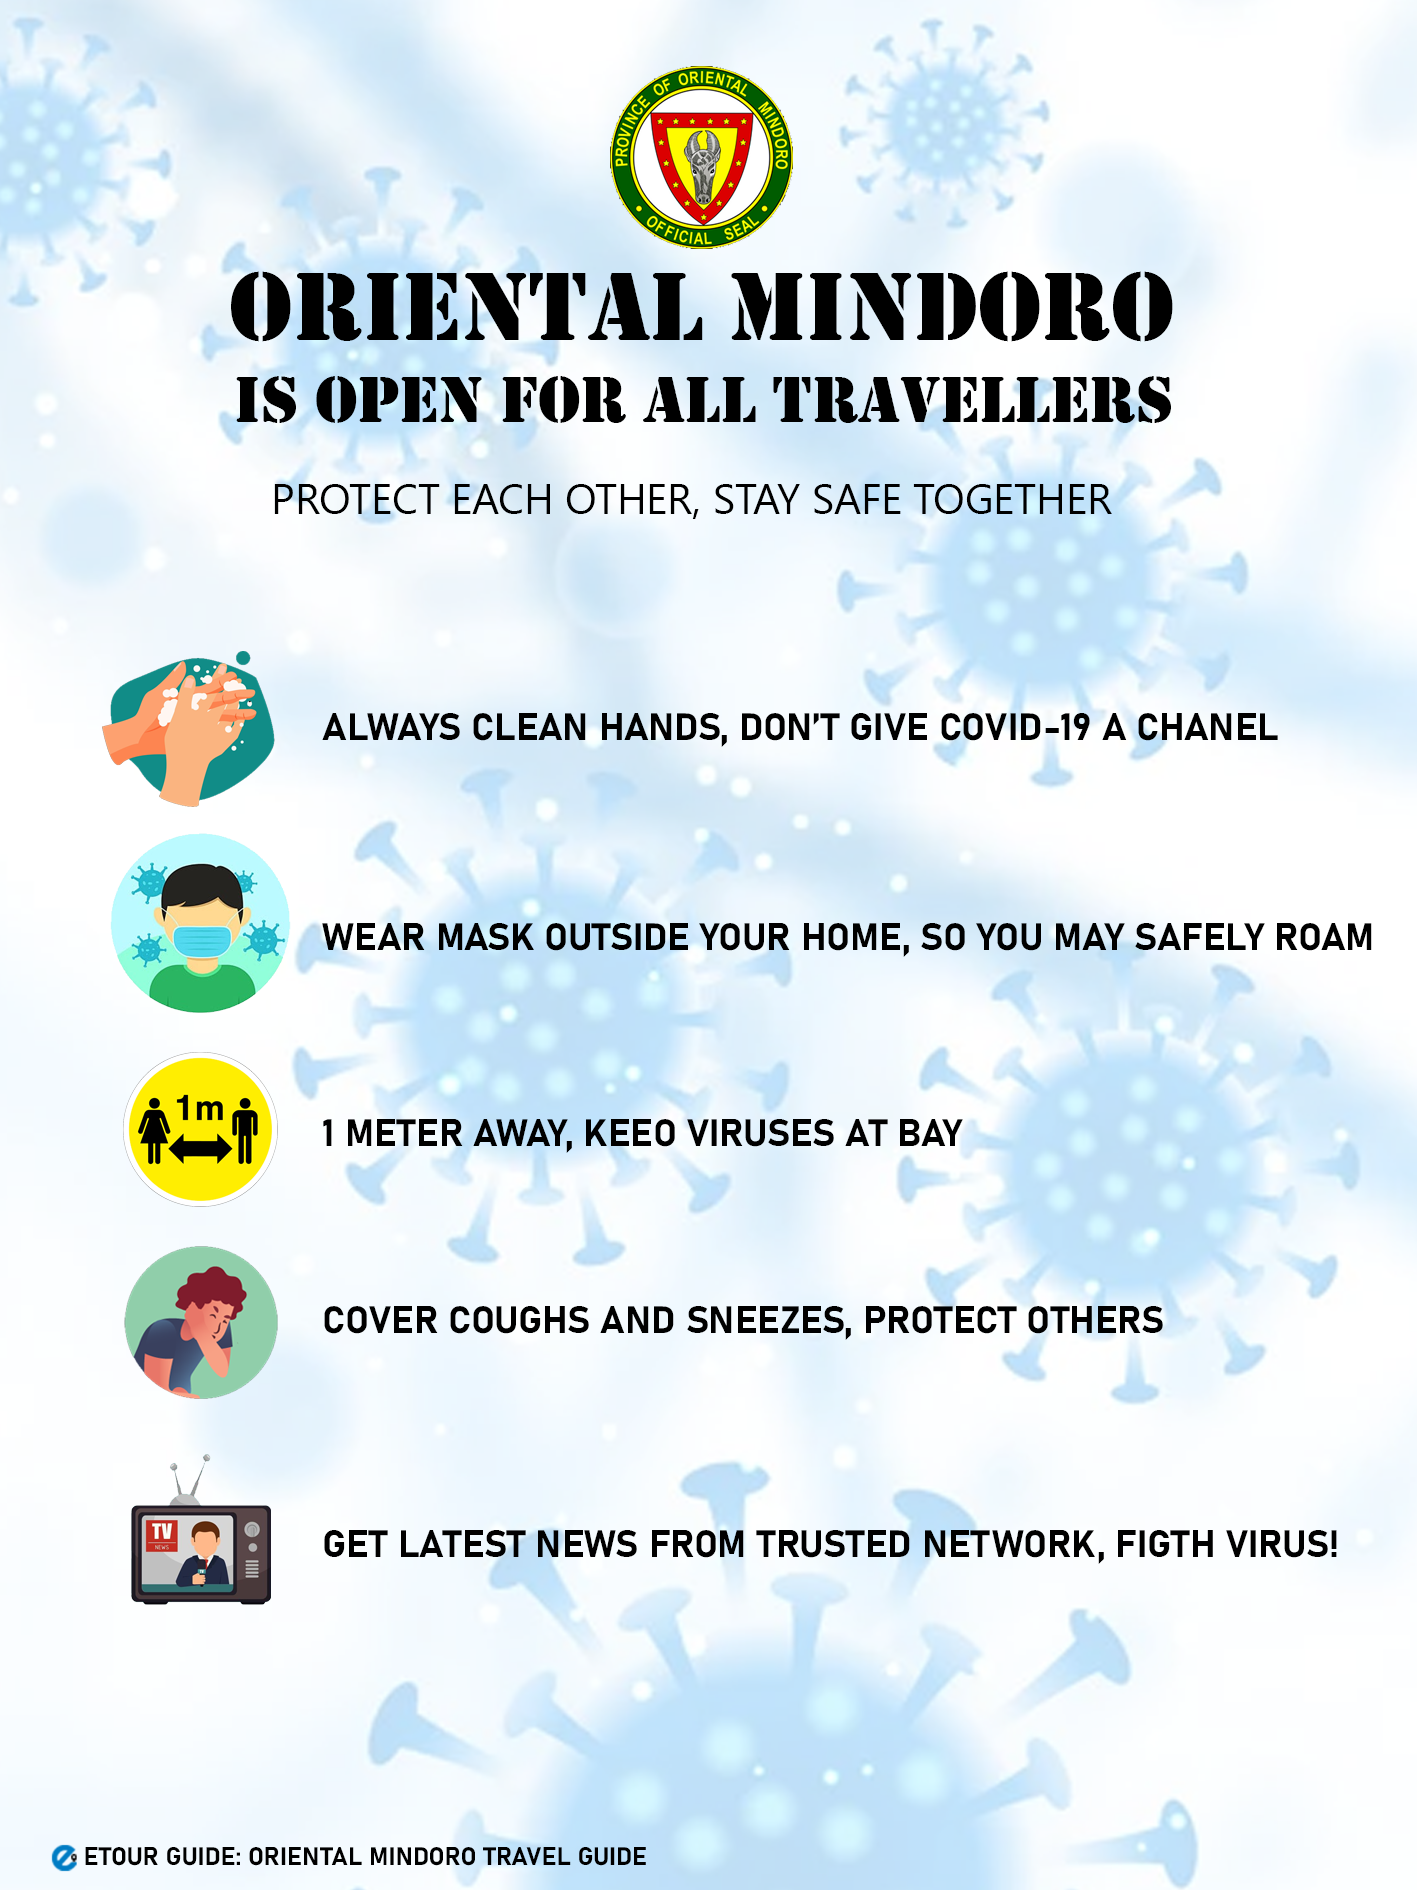 PROVINCE OF ORIENTAL MINDORO
OFFICIAL SEAL
ORIENTAL MINDORO
IS OPEN FOR ALL TRAVELLERS
PROTECT EACH OTHER, STAY SAFE TOGETHER
ALWAYS CLEAN HANDS, DON'T GIVE COVID-19 A CHANEL
WEAR MASK OUTSIDE YOUR HOME, SO YOU MAY SAFELY ROAM
1m
1 METER AWAY, KEEO VIRUSES AT BAY
COVER COUGHS AND SNEEZES, PROTECT OTHERS
TV
NEWS
GET LATEST NEWS FROM TRUSTED NETWORK, FIGTH VIRUS!
ETOUR GUIDE: ORIENTAL MINDORO TRAVEL GUIDE